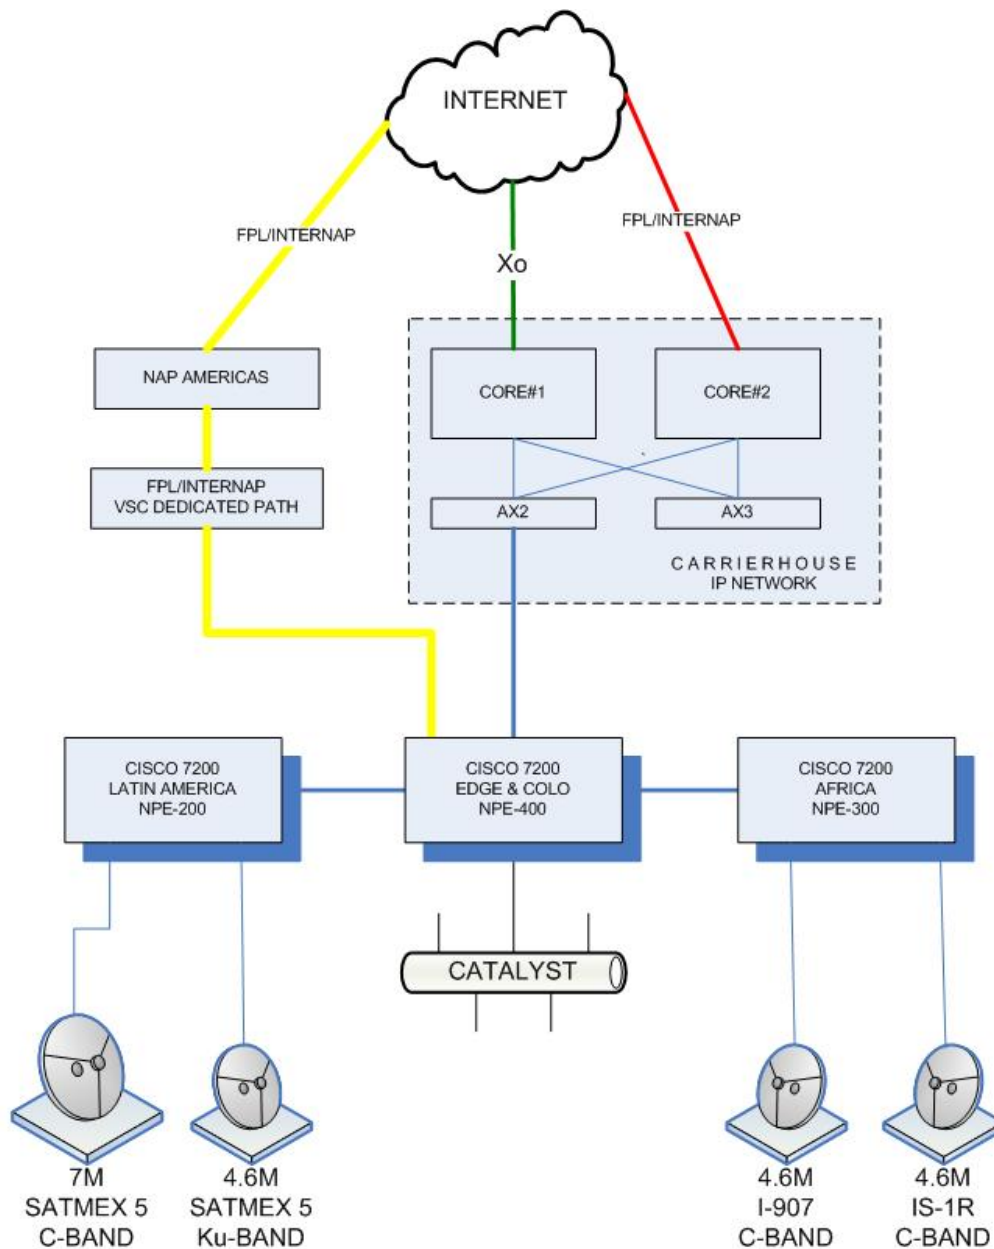 INTERNET
FPL/INTERNAP
FPL/INTERNAP
Xo
NAP AMERICAS
CORE#1
CORE#2
FPL/INTERNAP
VSC DEDICATED PATH
AX2
AX3
CARRIERHOUSE
IP NETWORK
CISCO 7200
LATIN AMERICA
NPE-200
CISCO 7200
EDGE & COLO
NPE-400
CISCO 7200
AFRICA
NPE-300
CATALYST
7M
SATMEX 5
C-BAND
4.6M
SATMEX 5
Ku-BAND
4.6M
I-907
C-BAND
4.6M
IS-1R
C-BAND